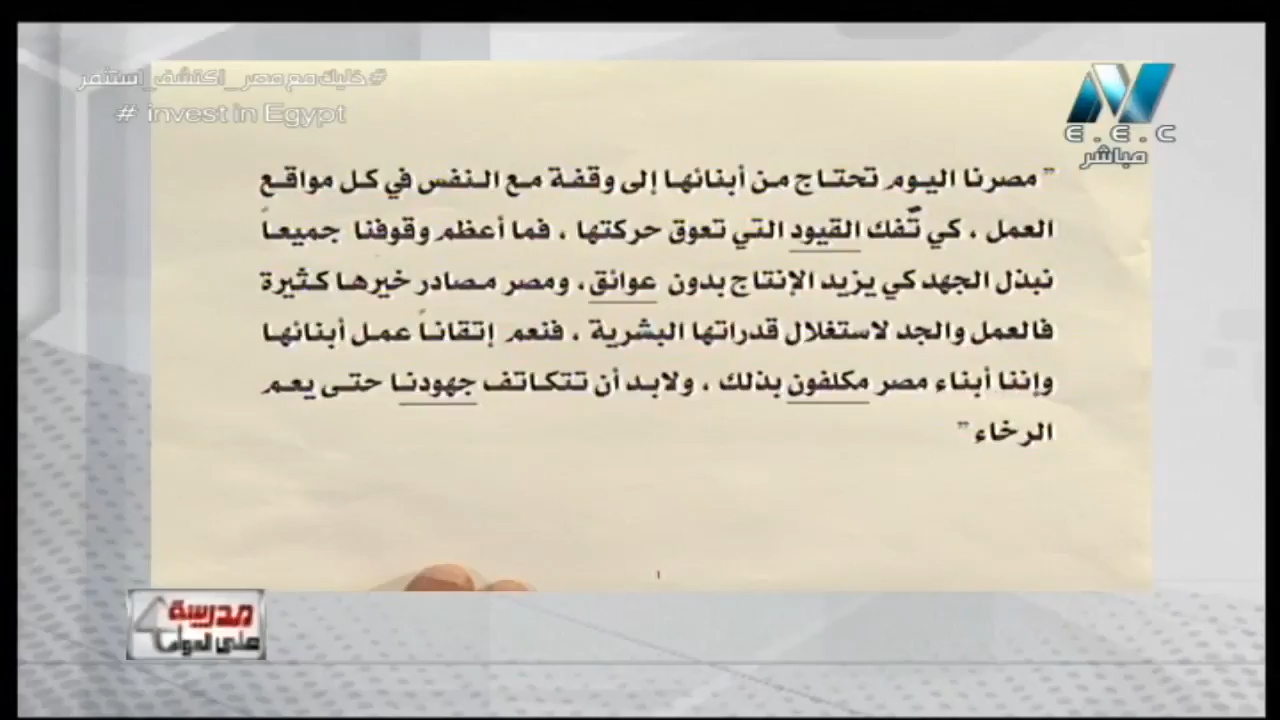 #خليك مع مصر_اكتشف_إستثمر
# invest in Egypt
E.E.C
مباشر
" مصرنا اليوم تحتاج من أبنائها إلى وقفة مع النفس في كل مواقع
العمل ، كي تُفك القيود التي تعوق حركتها ، فما أعظم وقوفنا جميعاً
نبذل الجهد كي يزيد الإنتاج بدون عوائق، ومصر مصادر خيرها كثيرة
فالعمل والجد لاستغلال قدراتها البشرية ، فنعم إتقاناً عمل أبنائها
وإننا أبناء مصر مكلفون بذلك ، ولابد أن تتكاتف جهودنا حتى يعم
الرخاء "
مدرسة
على الهواء